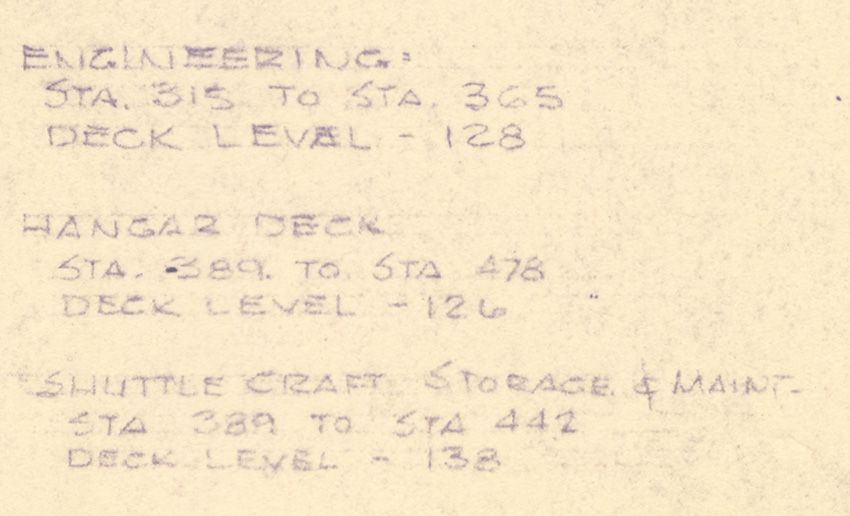 ENGINEERING:
STA. 315 TO STA. 365
DECK LEVEL - 128
HANGAR DECK
STA. 389. TO. STA 478
DECK LEVEL - 126
SHUTTLE CRAFT STORAGE. & MAINT.
STA 389 TO STA 442
DECK LEVEL - 138